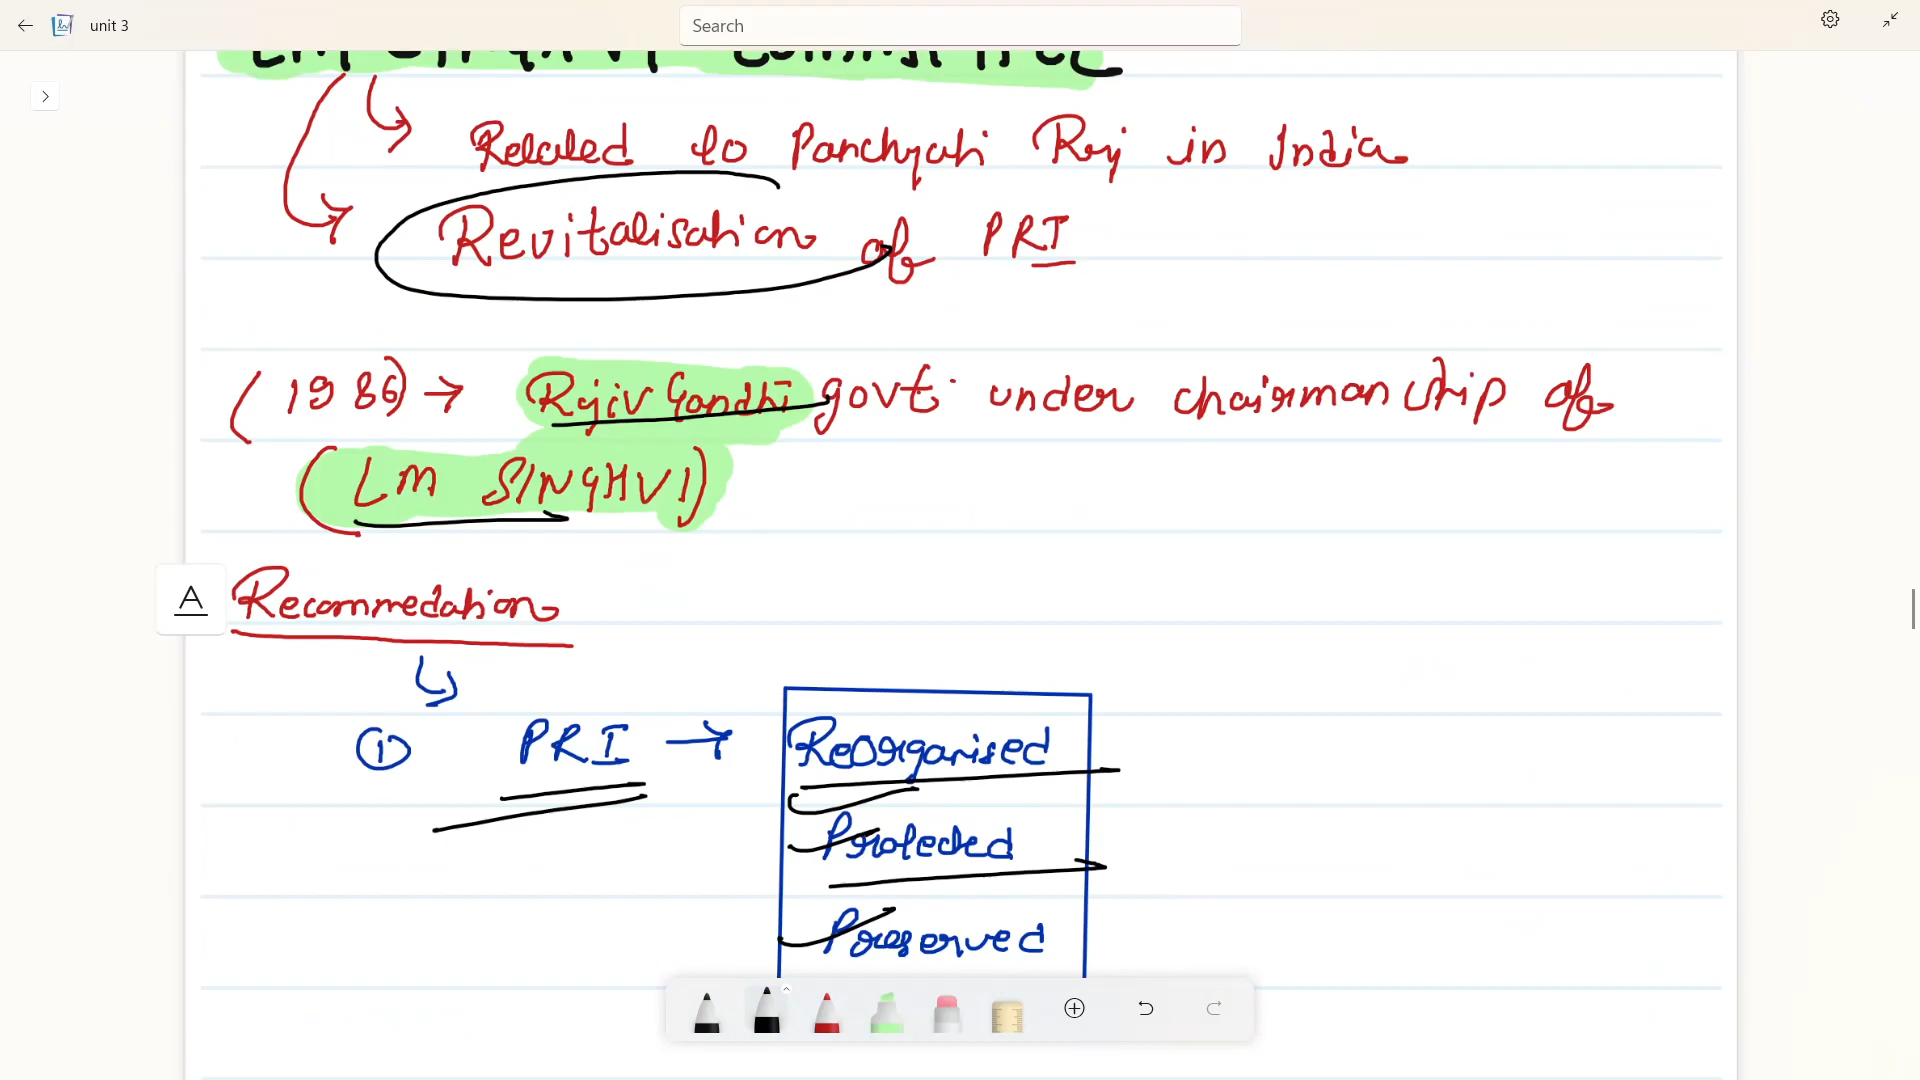 unit 3
Search
Related to Panchyati Raj in India
Revitalisation of PRI
(1986) → Rajiv Gandhi govt. under chairmanship of
(LM SINGHVI)
A
Recommedation
① PRI → Reorganised
Protected
Preserved